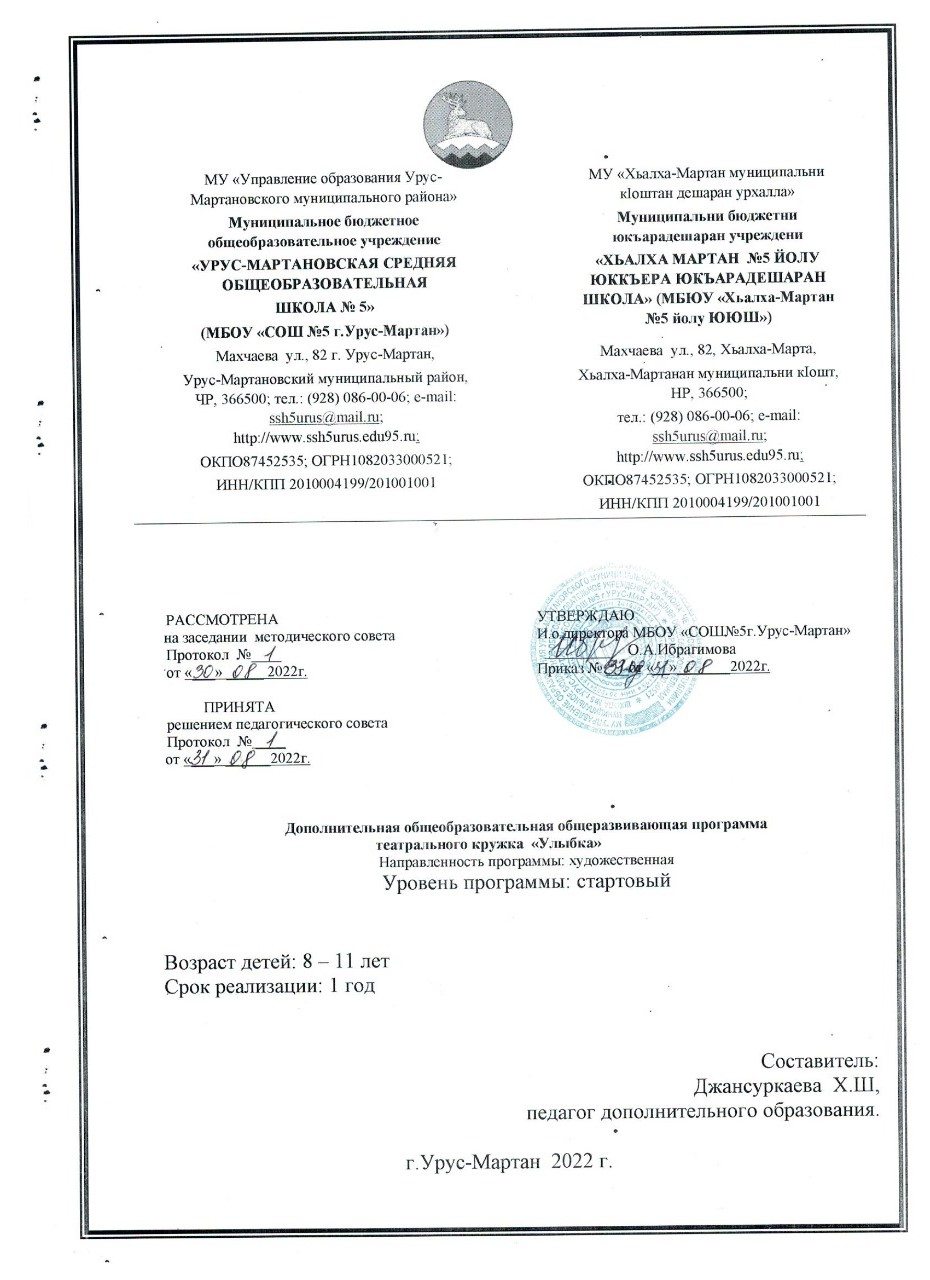 МУ «Управление образования Урус-
Мартановского муниципального района»
Муниципальное бюджетное
общеобразовательное учреждение
«УРУС-МАРТАНОВСКАЯ СРЕДНЯЯ
ОБЩЕОБРАЗОВАТЕЛЬНАЯ
ШКОЛА № 5»
(МБОУ «СОШ №5 г.Урус-Мартан»)
Махчаева ул., 82 г. Урус-Мартан,
Урус-Мартановский муниципальный район,
ЧР, 366500; тел.: (928) 086-00-06; e-mail:
ssh5urus@mail.ru;
http://www.ssh5urus.edu95.ru;
ОКПО87452535; ОГРН1082033000521;
ИНН/КПП 2010004199/201001001
МУ «Хьалха-Мартан муниципальни
кIоштан дешаран урхалла»
Муниципальни бюджетни
юкъарадешаран учреждени
«ХЬАЛХА МАРТАН №5 ЙОЛУ
ЮККЪЕРА ЮКЪАРАДЕШАРАН
ШКОЛА» (МБЮУ «Хьалха-Мартан
№5 йолу ЮЮШ»)
Махчаева ул., 82, Хьалха-Марта,
Хьалха-Мартанан муниципальни кIошт,
НР, 366500;
тел.: (928) 086-00-06; e-mail:
ssh5urus@mail.ru;
http://www.ssh5urus.edu95.ru;
ОКПО87452535; ОГРН1082033000521;
ИНН/КПП 2010004199/201001001
РАССМОТРЕНА
на заседании методического совета
Протокол № 1
от «30» 08 2022г.
ПРИНЯТА
решением педагогического совета
Протокол № 1
от «31» 08 2022г.
УТВЕРЖДАЮ
И.о.директора МБОУ «СОШ№5г.Урус-Мартан»
О.А.Ибрагимова
Приказ № «31» 08 2022г.
Дополнительная общеобразовательная общеразвивающая программа
театрального кружка «Улыбка»
Направленность программы: художественная
Уровень программы: стартовый
Возраст детей: 8 – 11 лет
Срок реализации: 1 год
Составитель:
Джансуркаева Х.Ш,
педагог дополнительного образования.
г.Урус-Мартан 2022 г.